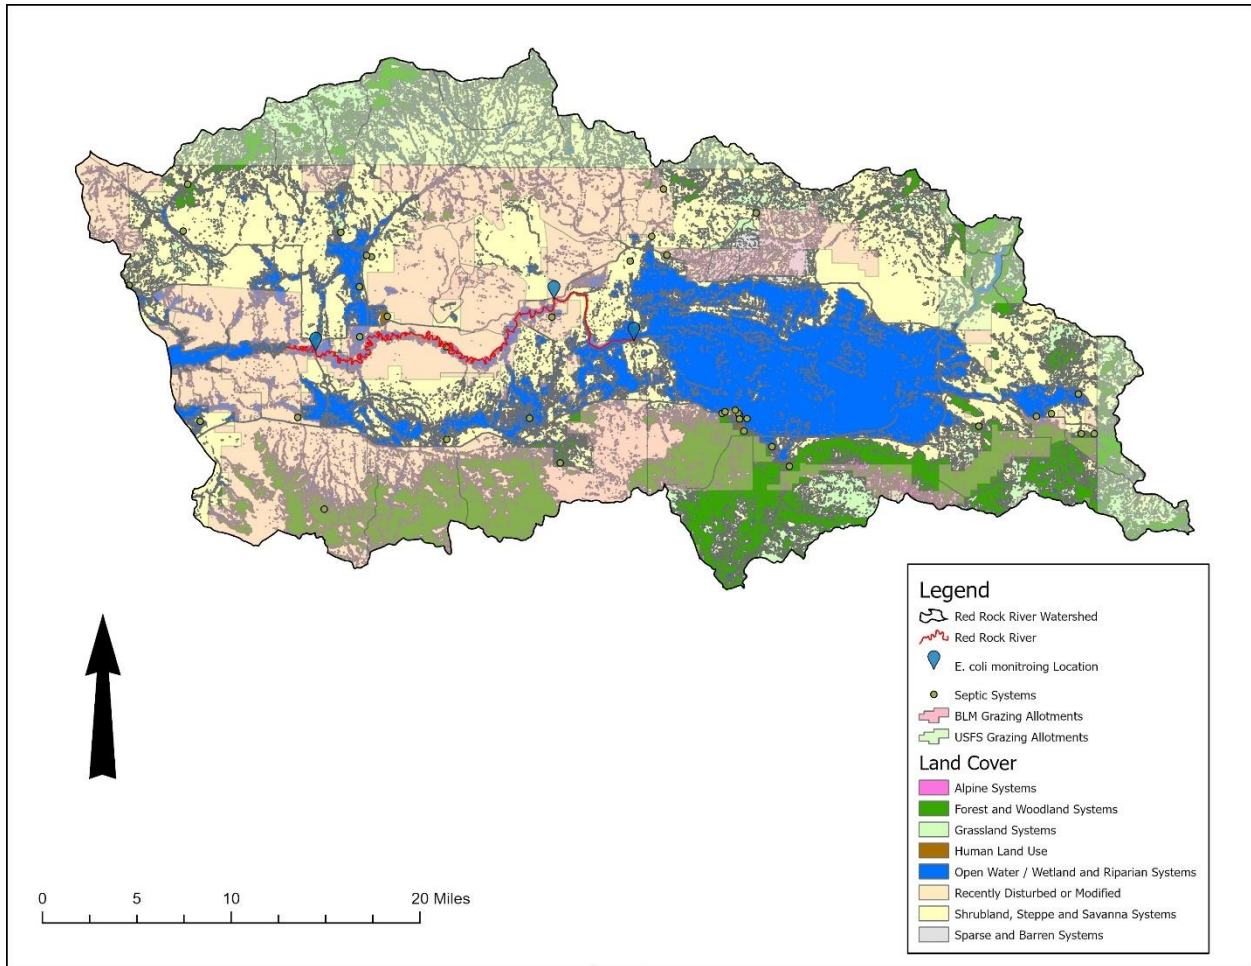 Legend
Red Rock River Watershed
Red Rock River
E. coli monitroing Location
Septic Systems
BLM Grazing Allotments
USFS Grazing Allotments
Land Cover
Alpine Systems
Forest and Woodland Systems
Grassland Systems
Human Land Use
Open Water / Wetland and Riparian Systems
Recently Disturbed or Modified
Shrubland, Steppe and Savanna Systems
Sparse and Barren Systems
0 5 10 20 Miles